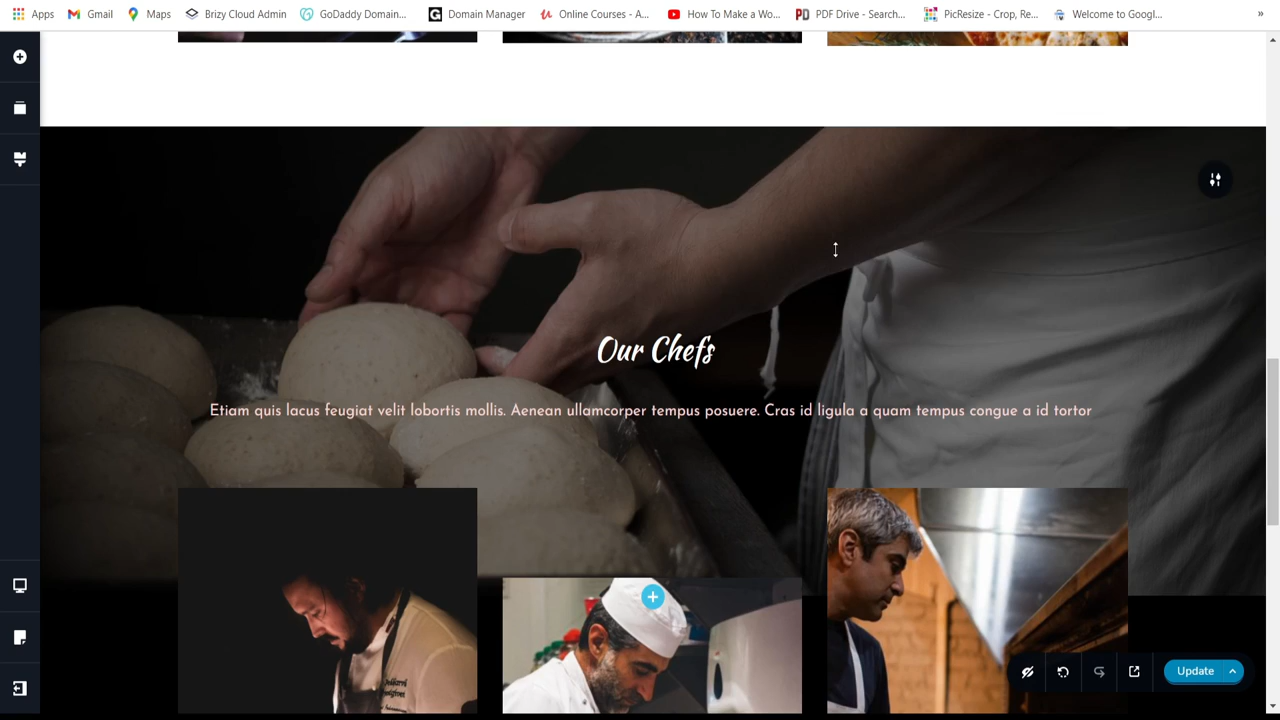 Apps Gmail Maps Brizy Cloud Admin GoDaddy Domain... Domain Manager Online Courses - A... How To Make a Wo... PDF Drive - Search... PicResize - Crop, Re... Welcome to Googl... »
Our Chefs
Etiam quis lacus feugiat velit lobortis mollis. Aenean ullamcorper tempus posuere. Cras id ligula a quam tempus congue a id tortor
Update